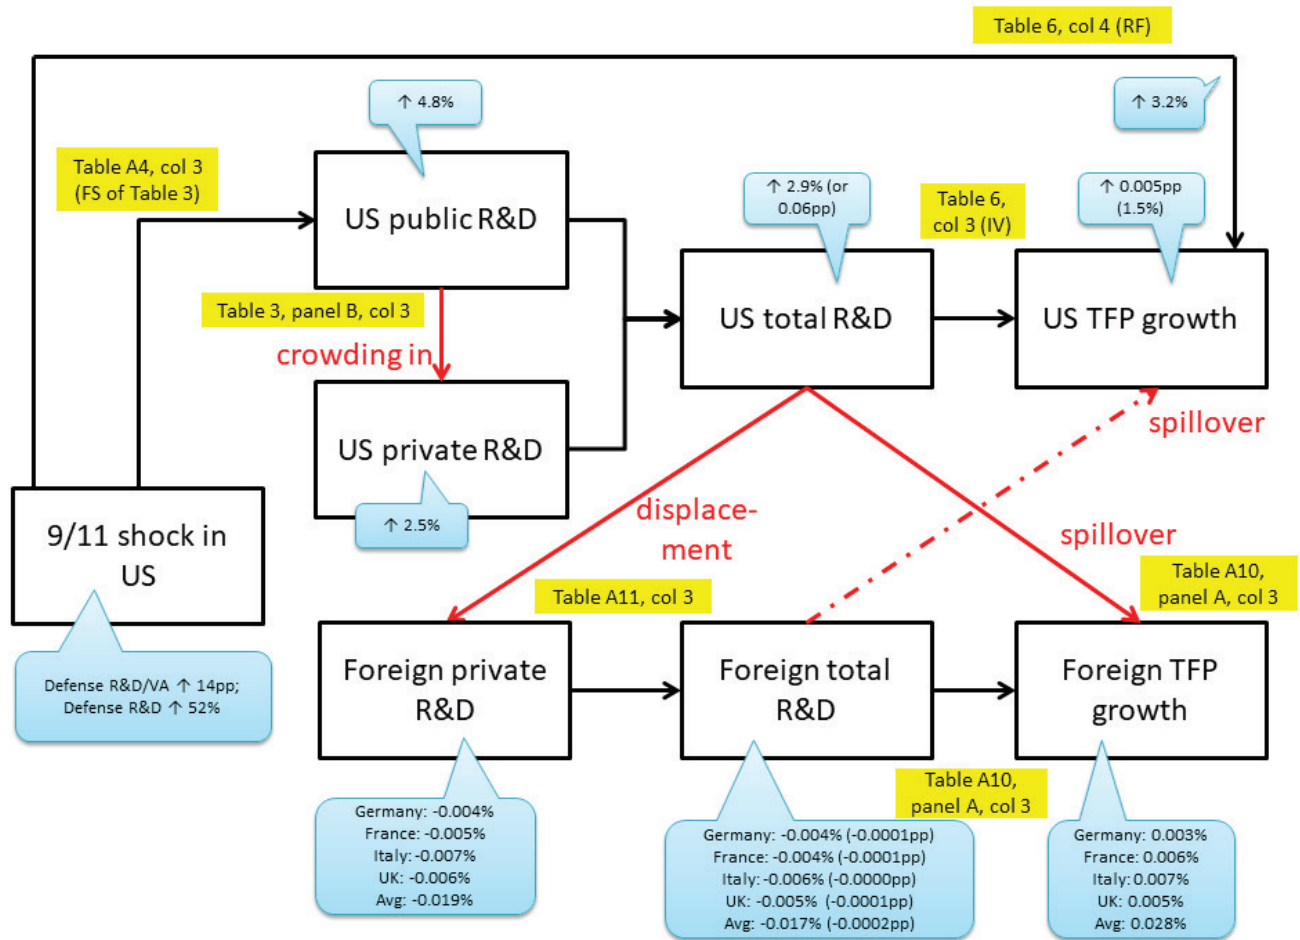 Table 6, col 4 (RF)
↑ 4.8%
↑ 3.2%
Table A4, col 3
(FS of Table 3)
US public R&D
↑ 2.9% (or
0.06pp)
Table 6,
col 3 (IV)
↑ 0.005pp
(1.5%)
Table 3, panel B, col 3
crowding in
US total R&D
US TFP growth
US private R&D
↑ 2.5%
spillover
9/11 shock in
US
displace-
ment
spillover
Table A11, col 3
Table A10,
panel A, col 3
Defense R&D/VA ↑ 14pp;
Defense R&D ↑ 52%
Foreign private
R&D
Foreign total
R&D
Foreign TFP
growth
Table A10,
panel A, col 3
Germany: -0.004%
France: -0.005%
Italy: -0.007%
UK: -0.006%
Avg: -0.019%
Germany: -0.004% (-0.0001pp)
France: -0.004% (-0.0001pp)
Italy: -0.006% (-0.0000pp)
UK: -0.005% (-0.0001pp)
Avg: -0.017% (-0.0002pp)
Germany: 0.003%
France: 0.006%
Italy: 0.007%
UK: 0.005%
Avg: 0.028%